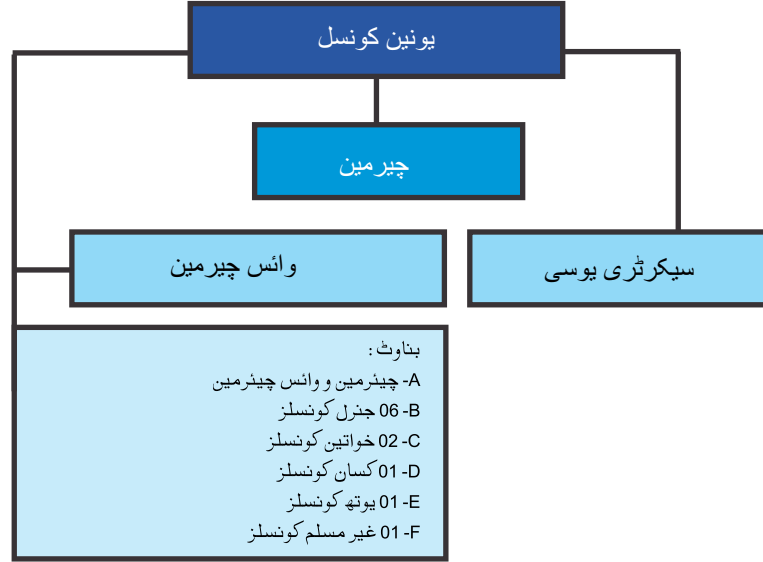 یونین کونسل
چیرمین
وائس چیرمین
سیکرٹری یوسی
بناوٹ:
A- چیئرمین و وائس چیئرمین
B- 06 جنرل کونسلز
C- 02 خواتین کونسلز
D- 01 کسان کونسلز
E- 01 یوتھ کونسلز
F- 01 غیر مسلم کونسلز